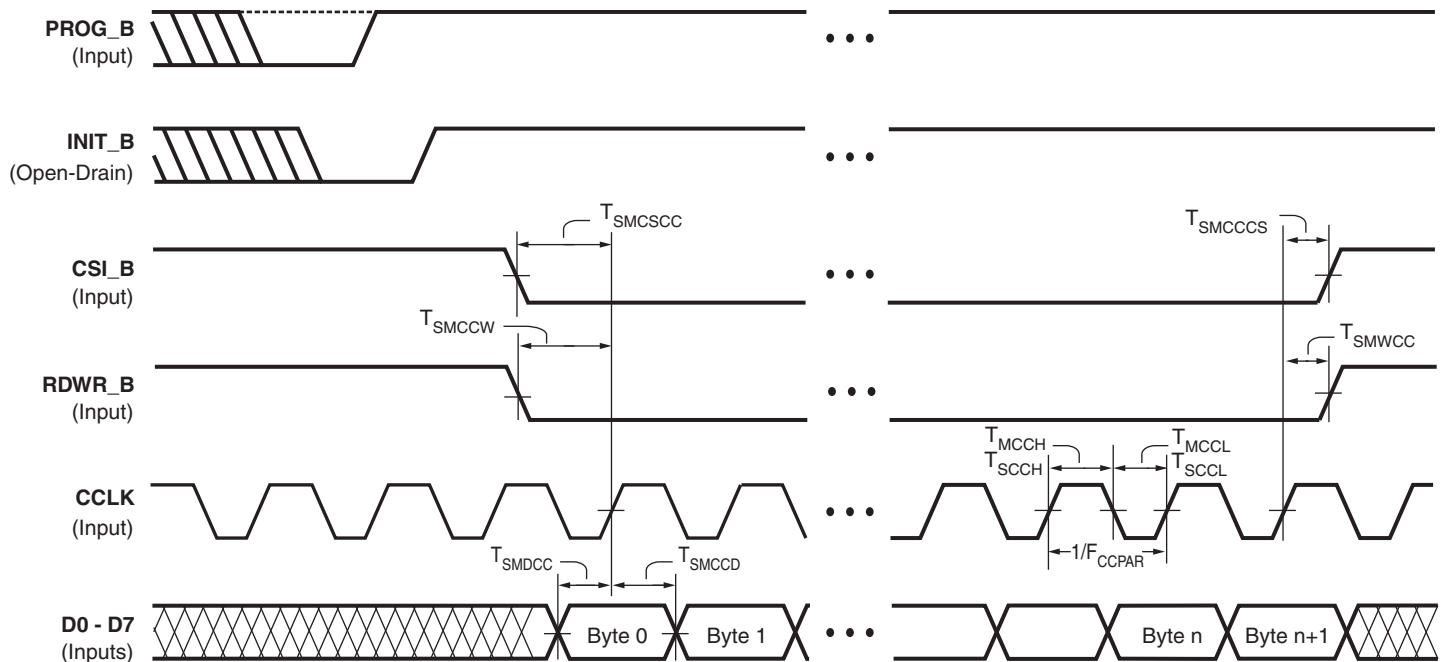 PROG_B
(Input)
INIT_B
(Open-Drain)
T_SMCSCC
T_SMCCCS
CSI_B
(Input)
T_SMCCW
T_SMWCC
RDWR_B
(Input)
T_MCCH
T_SCCH
T_MCCL
T_SCCL
CCLK
(Input)
1/F_CCPAR
T_SMDCC
T_SMCCD
D0 - D7
(Inputs)
Byte 0
Byte 1
Byte n
Byte n+1